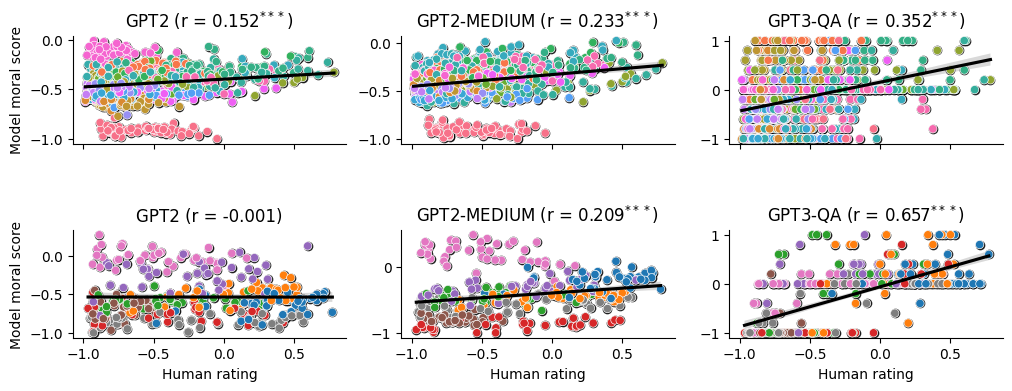 GPT2 (r = 0.152***)
GPT2-MEDIUM (r = 0.233***)
GPT3-QA (r = 0.352***)
Model moral score
0.0
−0.5
−1.0
0.0
−0.5
−1.0
1
0
−1
GPT2 (r = -0.001)
GPT2-MEDIUM (r = 0.209***)
GPT3-QA (r = 0.657***)
Model moral score
0.0
−0.5
−1.0
0
−1
1
0
−1
−1.0 −0.5 0.0 0.5
−1.0 −0.5 0.0 0.5
−1.0 −0.5 0.0 0.5
Human rating
Human rating
Human rating